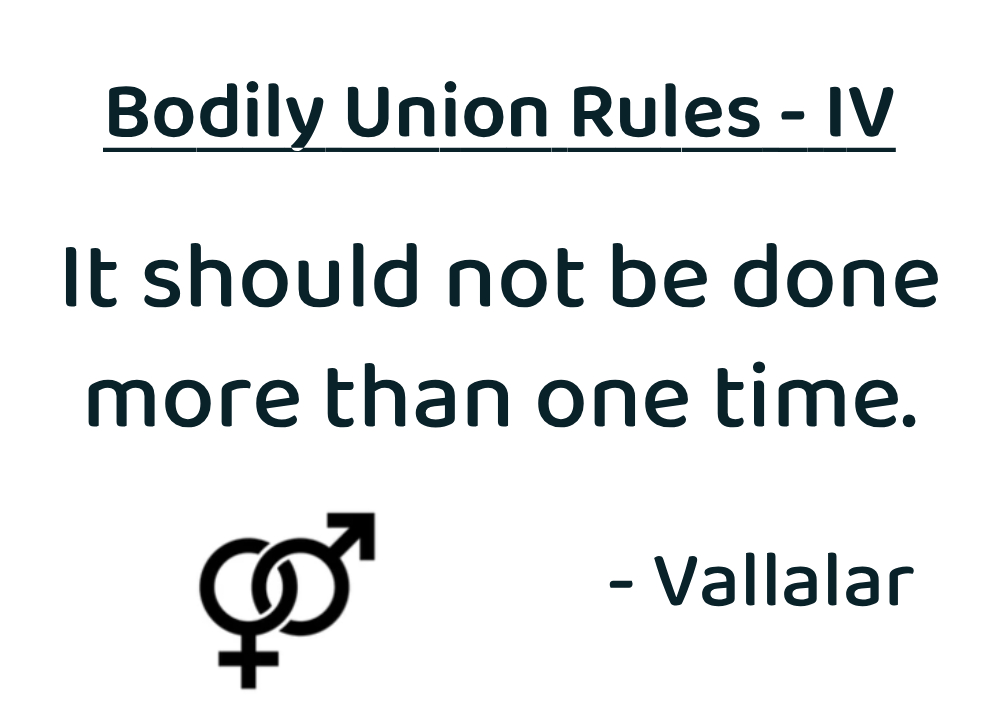 Bodily Union Rules - IV
It should not be done
more than one time.
- Vallalar